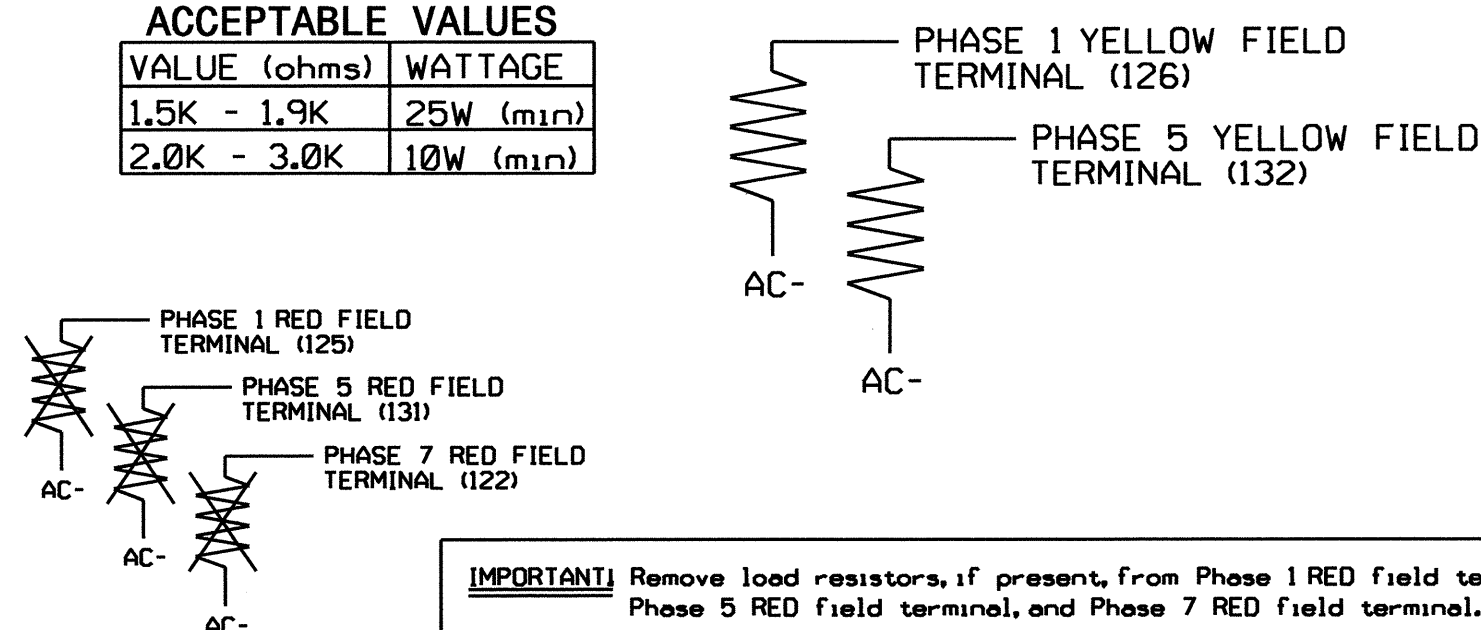 ACCEPTABLE VALUES
VALUE (ohms) WATTAGE
1.5K - 1.9K 25W (min)
2.0K - 3.0K 10W (min)
PHASE 1 YELLOW FIELD
TERMINAL (126)
PHASE 5 YELLOW FIELD
TERMINAL (132)
AC-
AC-
PHASE 1 RED FIELD
TERMINAL (125)
PHASE 5 RED FIELD
TERMINAL (131)
PHASE 7 RED FIELD
TERMINAL (122)
AC-
AC-
AC-
IMPORTANT! Remove load resistors, if present, from Phase 1 RED field
Phase 5 RED field terminal, and Phase 7 RED field terminal.